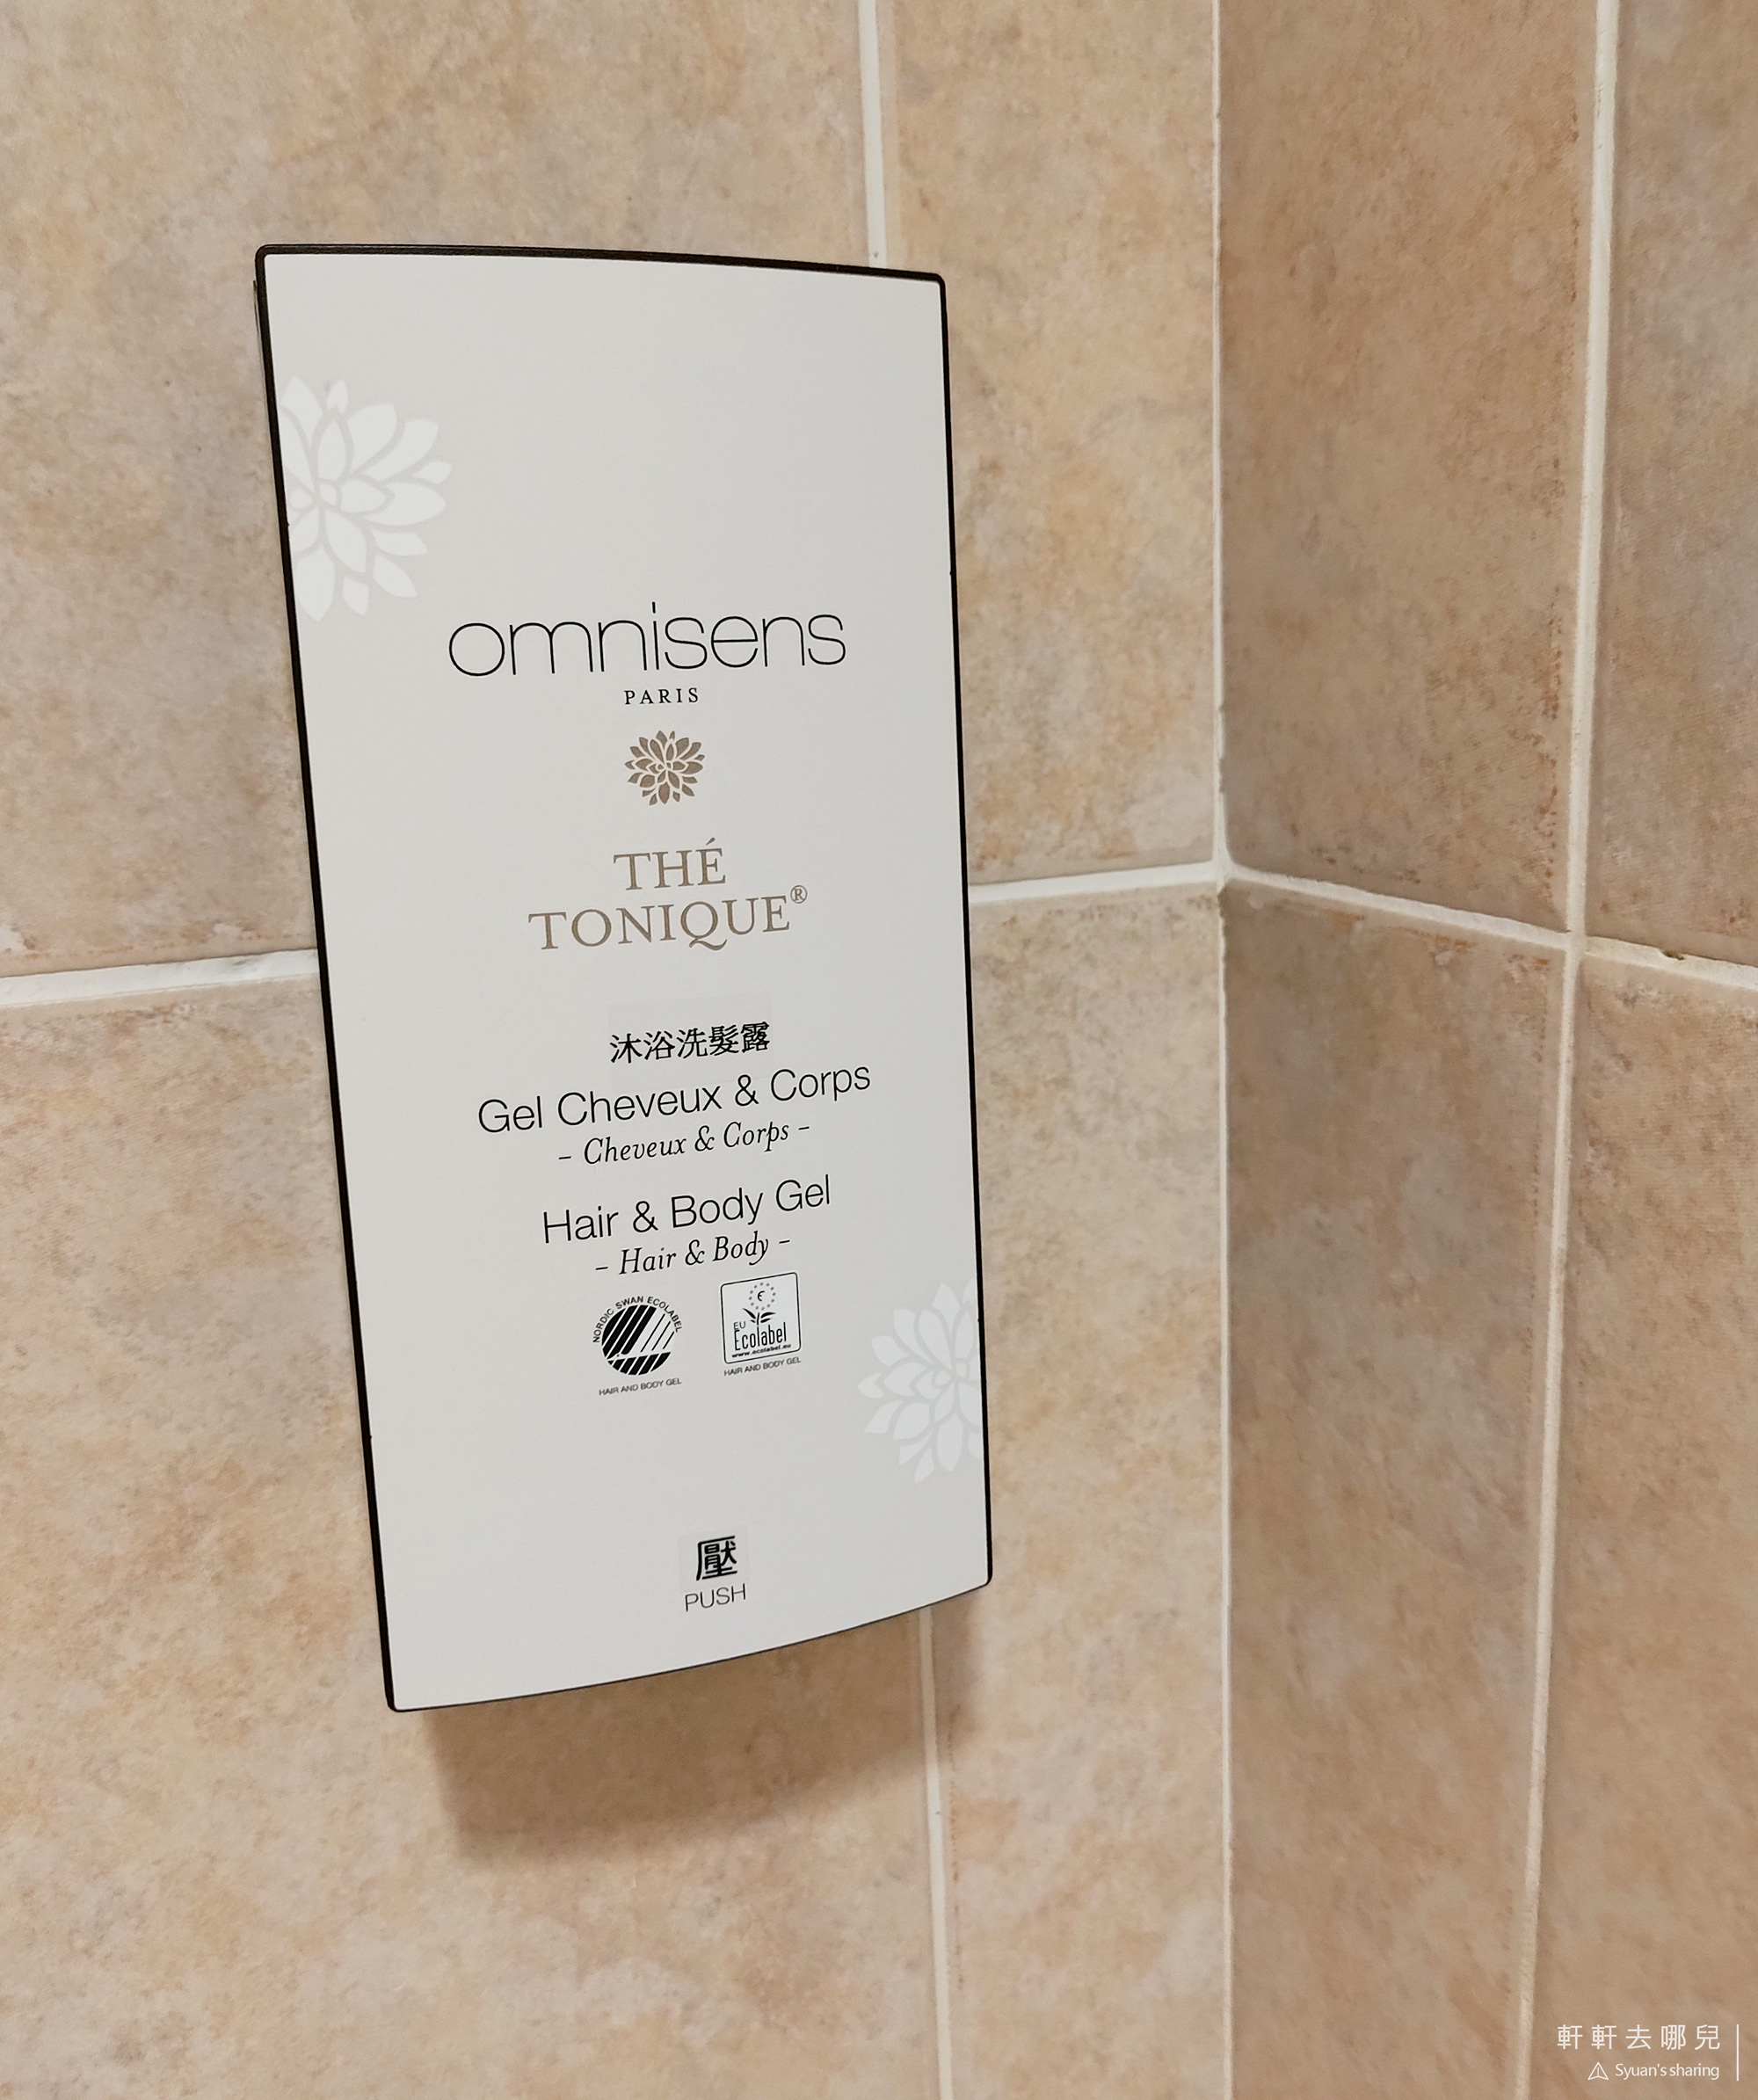 omnisens
PARIS
THÉ
TONIQUE®
沐浴洗髮露
Gel Cheveux & Corps
– Cheveux & Corps –
Hair & Body Gel
– Hair & Body –
NORDIC SWAN ECOLABEL
HAIR AND BODY GEL
EU
Ecolabel
www.ecolabel.eu
HAIR AND BODY GEL
壓
PUSH
軒軒去哪兒
Syuan's sharing